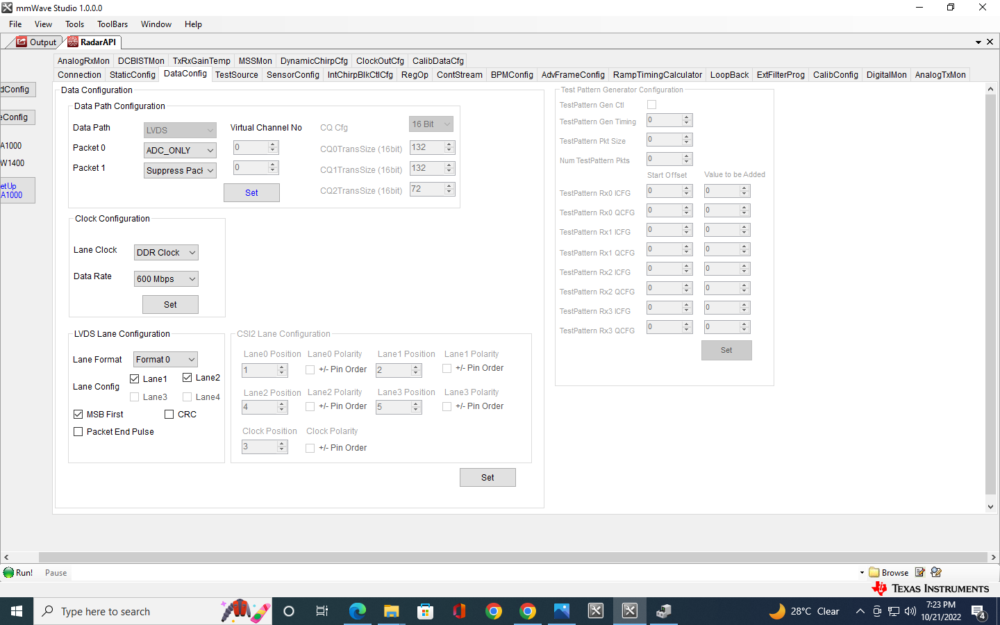 mmWave Studio 1.0.0.0
File View Tools ToolBars Window Help
Output RadarAPI
AnalogRxMon DCBISTMon TxRxGainTemp MSSMon DynamicChirpCfg ClockOutCfg CalibDataCfg
Connection StaticConfig DataConfig TestSource SensorConfig IntChirpBlkCtlCfg RegOp ContStream BPMConfig AdvFrameConfig RampTimingCalculator LoopBack ExtFilterProg CalibConfig DigitalMon AnalogTxMon
dConfig
eConfig
A1000
W1400
etUp
A1000
Data Configuration
Data Path Configuration
Data Path LVDS Virtual Channel No CQ Cfg 16 Bit
Packet 0 ADC_ONLY 0 CQ0TransSize (16bit) 132
Packet 1 Suppress Pack 0 CQ1TransSize (16bit) 132
Set CQ2TransSize (16bit) 72
Clock Configuration
Lane Clock DDR Clock
Data Rate 600 Mbps
Set
LVDS Lane Configuration
Lane Format Format 0
Lane Config Lane1 Lane2
Lane3 Lane4
MSB First CRC
Packet End Pulse
CSI2 Lane Configuration
Lane0 Position Lane0 Polarity Lane1 Position Lane1 Polarity
1 +/- Pin Order 2 +/- Pin Order
Lane2 Position Lane2 Polarity Lane3 Position Lane3 Polarity
4 +/- Pin Order 5 +/- Pin Order
Clock Position Clock Polarity
3 +/- Pin Order
Set
Test Pattern Generator Configuration
TestPattern Gen Ctl
TestPattern Gen Timing 0
TestPattern Pkt Size 0
Num TestPattern Pkts 0
Start Offset Value to be Added
TestPattern Rx0 ICFG 0 0
TestPattern Rx0 QCFG 0 0
TestPattern Rx1 ICFG 0 0
TestPattern Rx1 QCFG 0 0
TestPattern Rx2 ICFG 0 0
TestPattern Rx2 QCFG 0 0
TestPattern Rx3 ICFG 0 0
TestPattern Rx3 QCFG 0 0
Set
Run! Pause Browse
TEXAS INSTRUMENTS
Type here to search
28°C Clear
7:23 PM
10/21/2022
4